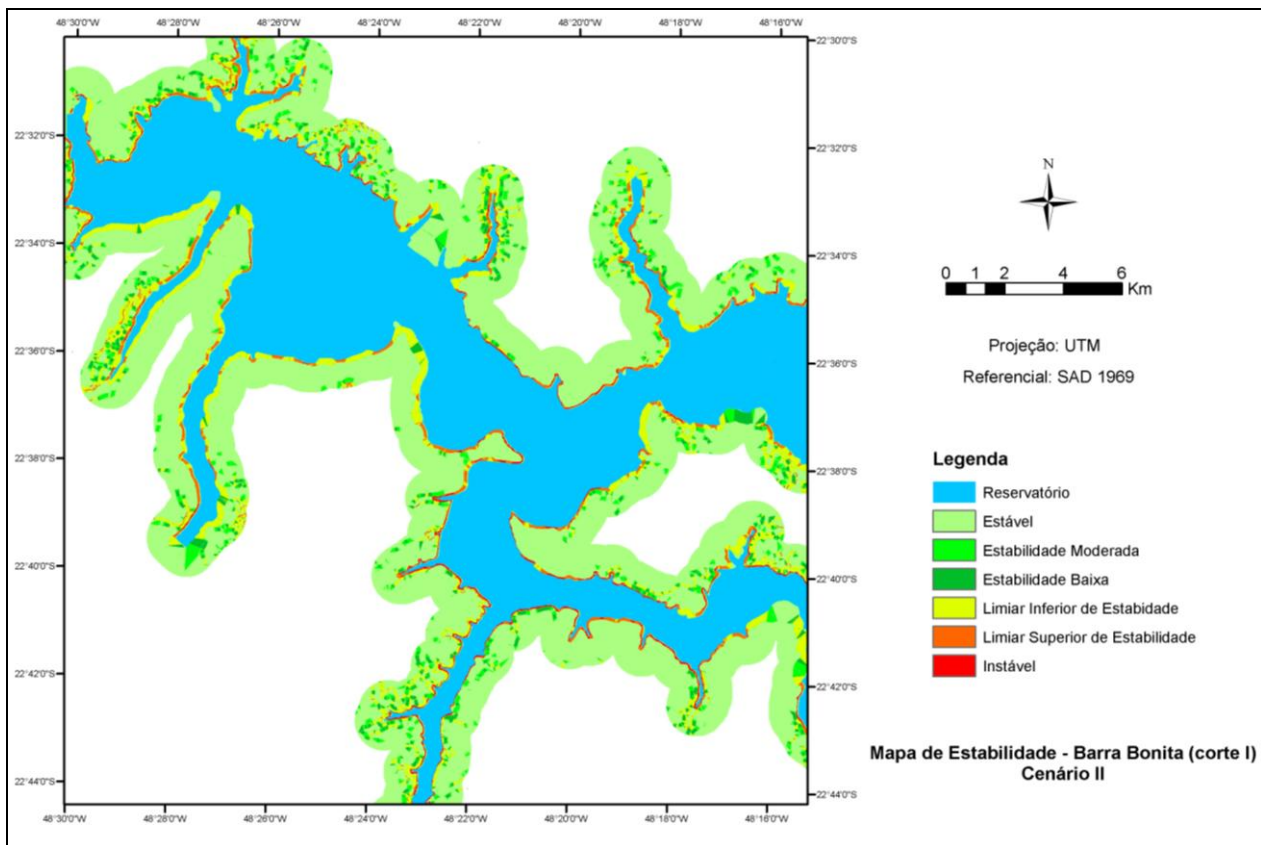 48°30'0"W 48°28'0"W 48°26'0"W 48°24'0"W 48°22'0"W 48°20'0"W 48°18'0"W 48°16'0"W
22°30'0"S
22°32'0"S 22°32'0"S
22°34'0"S 22°34'0"S
22°36'0"S 22°36'0"S
22°38'0"S 22°38'0"S
22°40'0"S 22°40'0"S
22°42'0"S 22°42'0"S
22°44'0"S 22°44'0"S
48°30'0"W 48°28'0"W 48°26'0"W 48°24'0"W 48°22'0"W 48°20'0"W 48°18'0"W 48°16'0"W
N
0 1 2 4 6
Km
Projeção: UTM
Referencial: SAD 1969
Legenda
Reservatório
Estável
Estabilidade Moderada
Estabilidade Baixa
Limiar Inferior de Estabidade
Limiar Superior de Estabilidade
Instável
Mapa de Estabilidade - Barra Bonita (corte I)
Cenário II